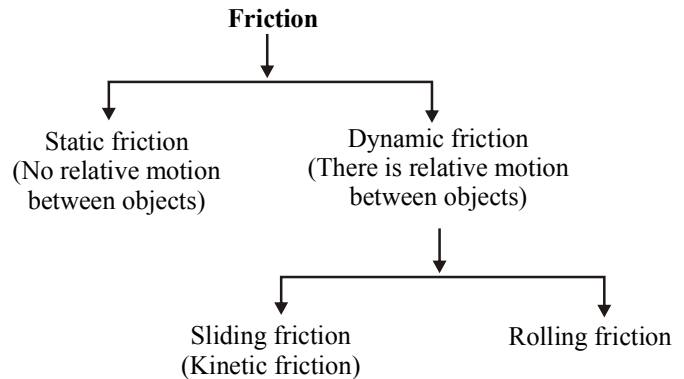 Friction
Static friction
(No relative motion
between objects)
Dynamic friction
(There is relative motion
between objects)
Sliding friction
(Kinetic friction)
Rolling friction